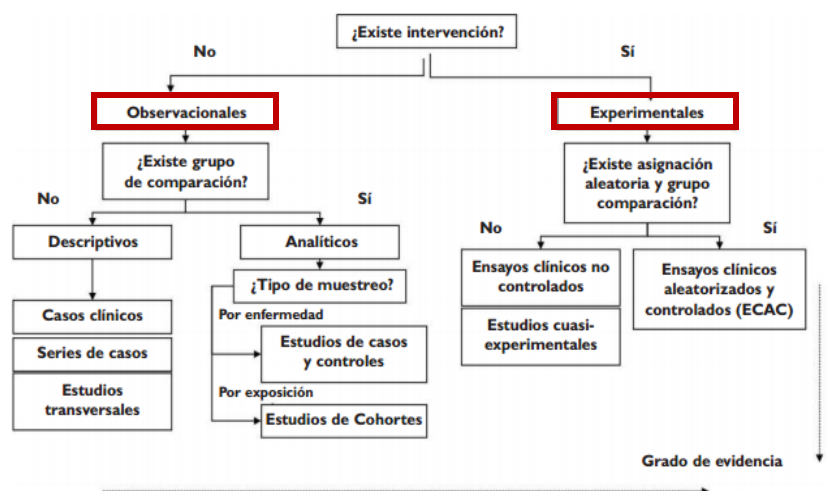 ¿Existe intervención?
No
Sí
Observacionales
Experimentales
¿Existe grupo
de comparación?
¿Existe asignación
aleatoria y grupo
comparación?
No
Sí
No
Sí
Descriptivos
Analíticos
Ensayos clínicos no
controlados
Ensayos clínicos
aleatorizados y
controlados (ECAC)
¿Tipo de muestreo?
Casos clínicos
Por enfermedad
Estudios cuasi-
experimentales
Series de casos
Estudios de casos
y controles
Estudios
transversales
Por exposición
Estudios de Cohortes
Grado de evidencia